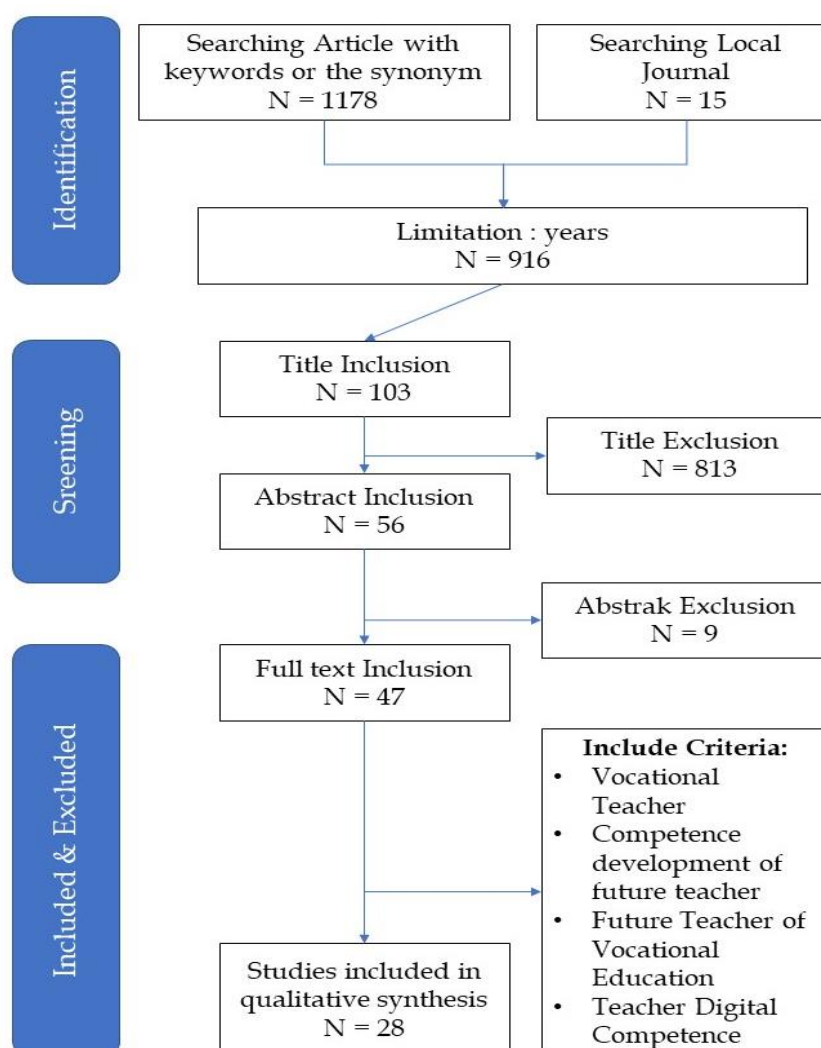 Identification
Searching Article with
keywords or the synonym
N = 1178
Searching Local
Journal
N = 15
Limitation : years
N = 916
Sreening
Title Inclusion
N = 103
Title Exclusion
N = 813
Abstract Inclusion
N = 56
Abstrak Exclusion
N = 9
Included & Excluded
Full text Inclusion
N = 47
Include Criteria:
• Vocational
Teacher
• Competence
development of
future teacher
• Future Teacher of
Vocational
Education
• Teacher Digital
Competence
Studies included in
qualitative synthesis
N = 28